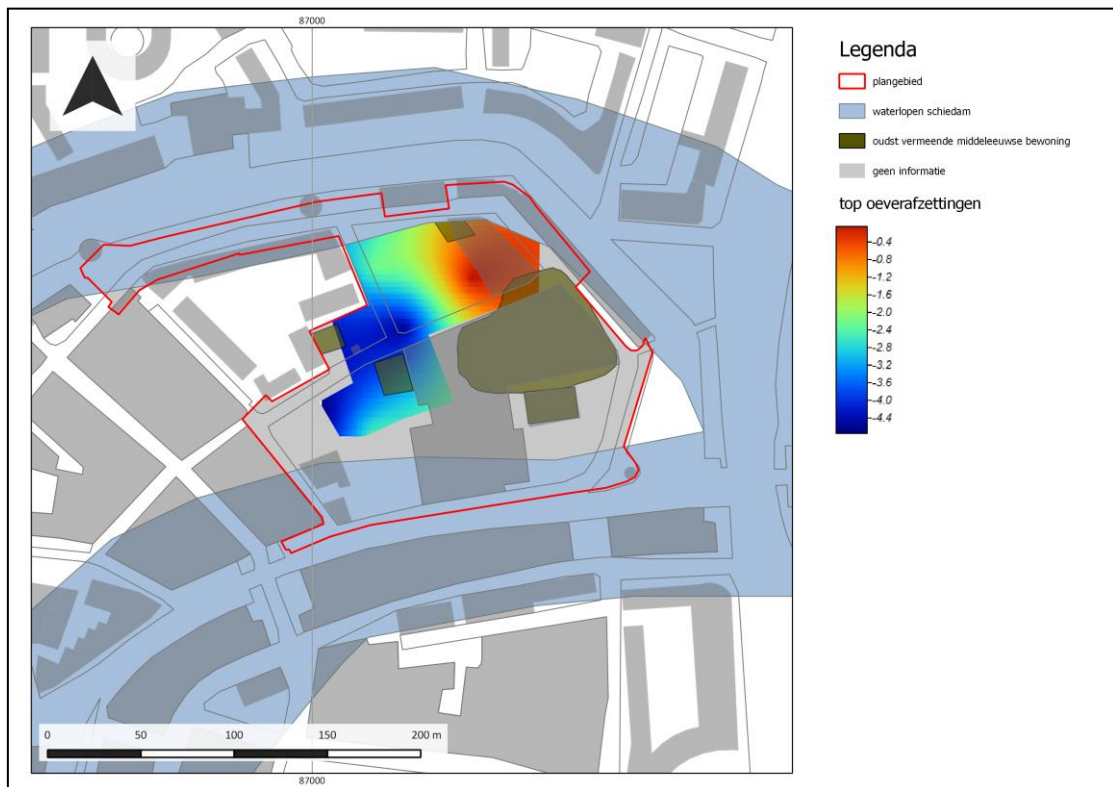 87000
Legenda
plangebied
waterlopen schiedam
oudst vermeende middeleeuwse bewoning
geen informatie
top oeverafzettingen
-0.4
-0.9
-1.2
-1.6
-2.0
-2.4
-2.8
-3.2
-3.6
-4.0
-4.4
0 50 100 150 200 m
87000